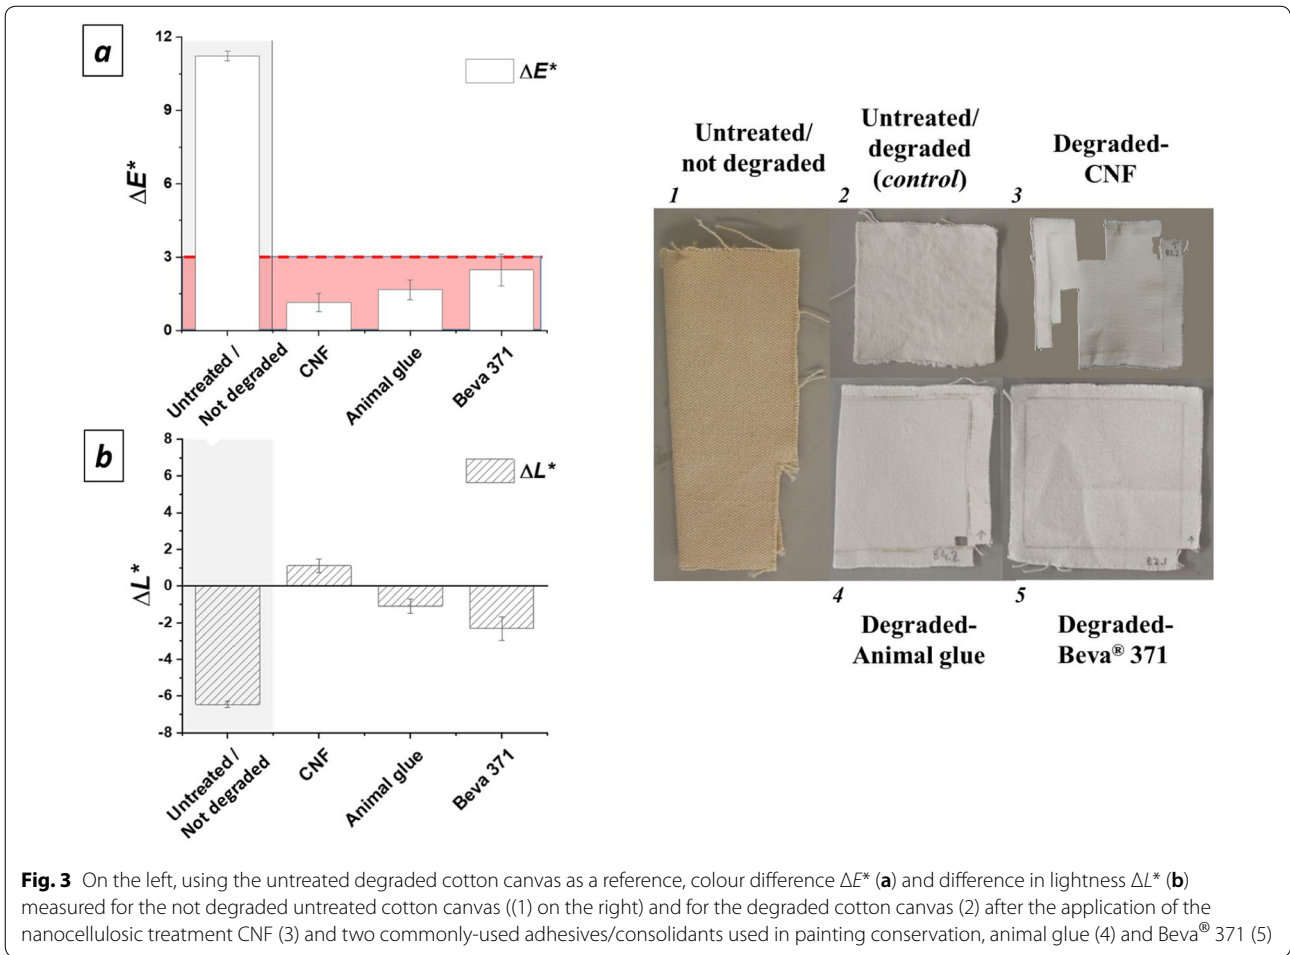 a
12
9
6
3
0
ΔE*
ΔE*
Untreated /
Not degraded
CNF
Animal glue
Beva 371
b
8
6
4
2
0
-2
-4
-6
-8
ΔL*
ΔL*
Untreated /
Not degraded
CNF
Animal glue
Beva 371
Untreated/
not degraded
1
Untreated/
degraded
(control)
2
Degraded-
CNF
3
4
Degraded-
Animal glue
5
Degraded-
Beva® 371
Fig. 3 On the left, using the untreated degraded cotton canvas as a reference, colour difference ΔE* (a) and difference in lightness ΔL* (b)
measured for the not degraded untreated cotton canvas ((1) on the right) and for the degraded cotton canvas (2) after the application of the
nanocellulosic treatment CNF (3) and two commonly-used adhesives/consolidants used in painting conservation, animal glue (4) and Beva® 371 (5)